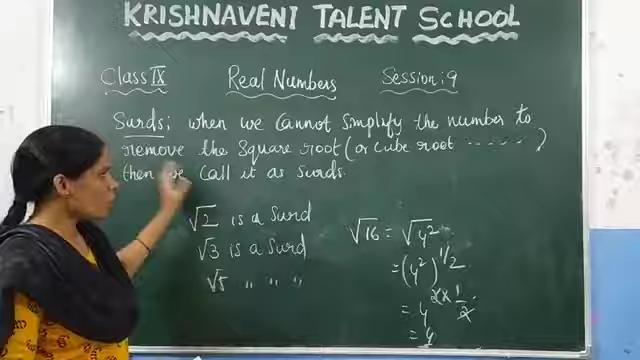 KRISHNAVENI TALENT SCHOOL
Class IX Real Numbers Session: 9
Surds; when we cannot simplify the number to
remove the square root (or cube root ......)
then we call it as surds.
√2 is a surd
√3 is a surd
√5 " " "
√16 = √4²
= (4²)^1/2
= 4^2×1/2
= 4